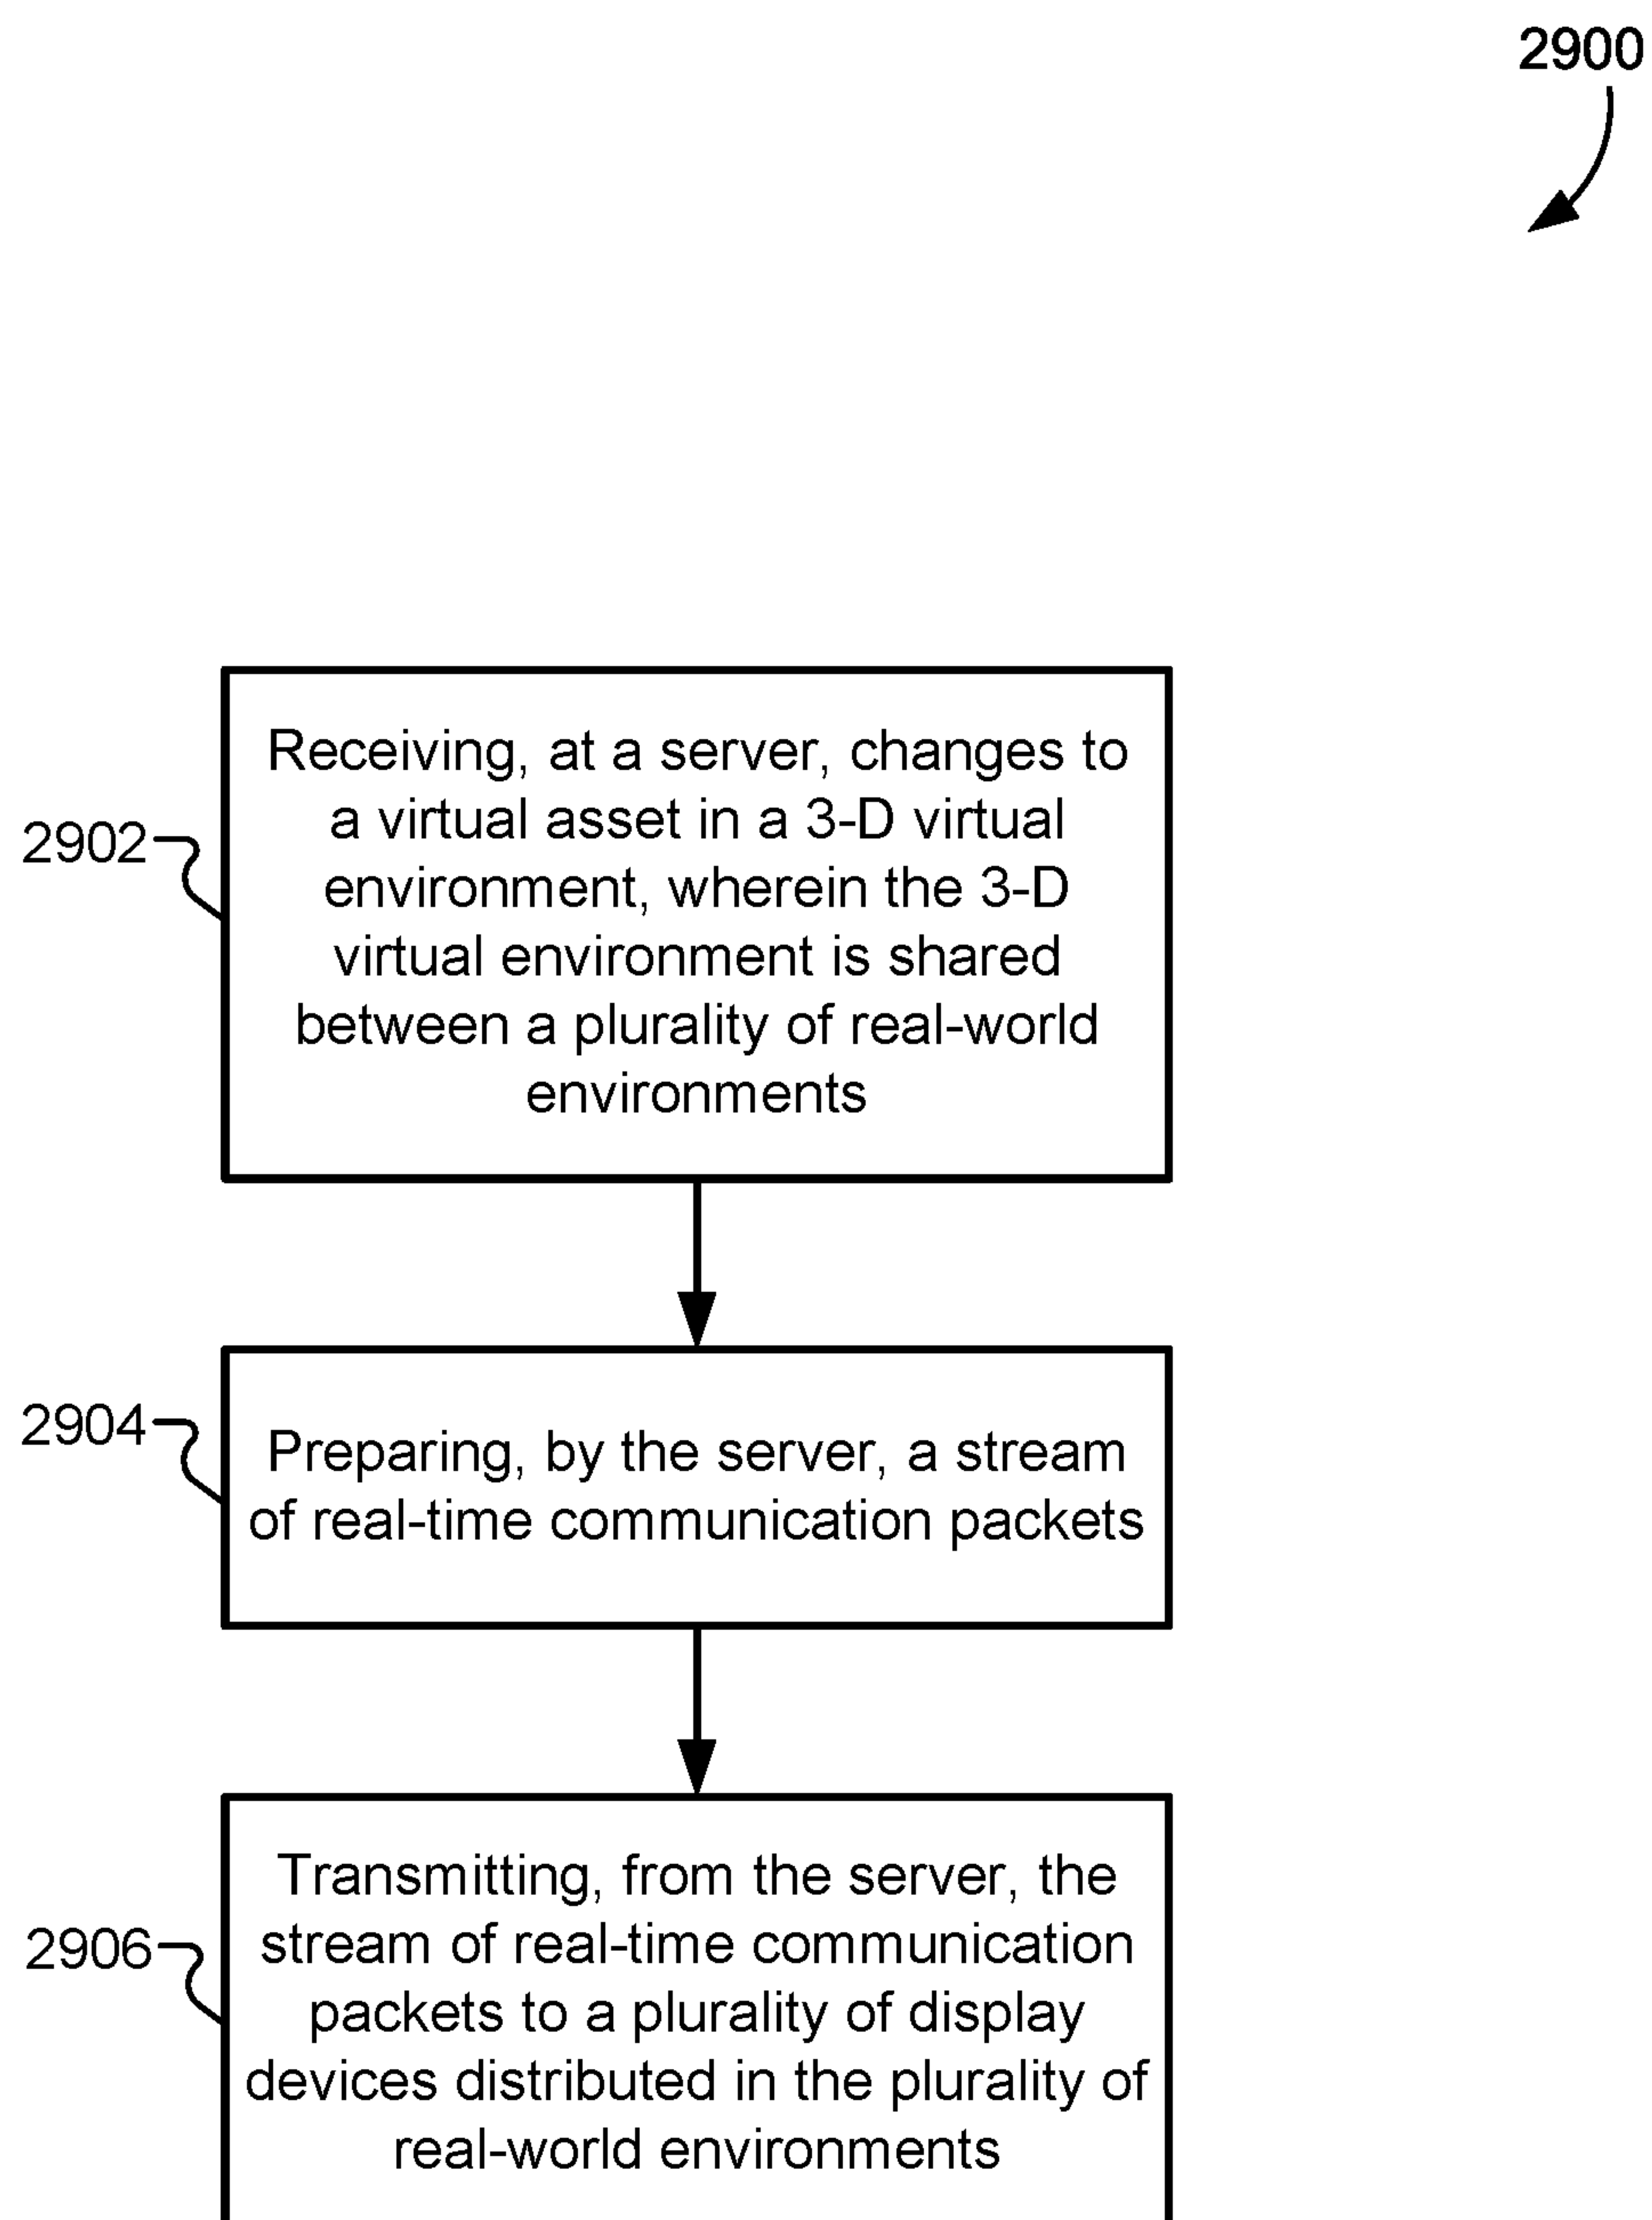 2900
2902
Receiving, at a server, changes to
a virtual asset in a 3-D virtual
environment, wherein the 3-D
virtual environment is shared
between a plurality of real-world
environments
2904
Preparing, by the server, a stream
of real-time communication packets
2906
Transmitting, from the server, the
stream of real-time communication
packets to a plurality of display
devices distributed in the plurality of
real-world environments